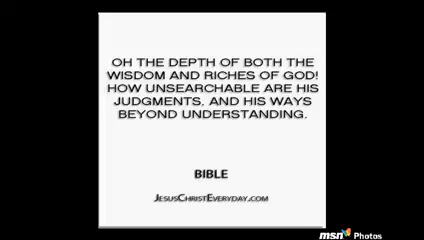 OH THE DEPTH OF BOTH THE
WISDOM AND RICHES OF GOD!
HOW UNSEARCHABLE ARE HIS
JUDGMENTS, AND HIS WAYS
BEYOND UNDERSTANDING.
BIBLE
JESUSCHRISTEVERYDAY.COM
msn Photos